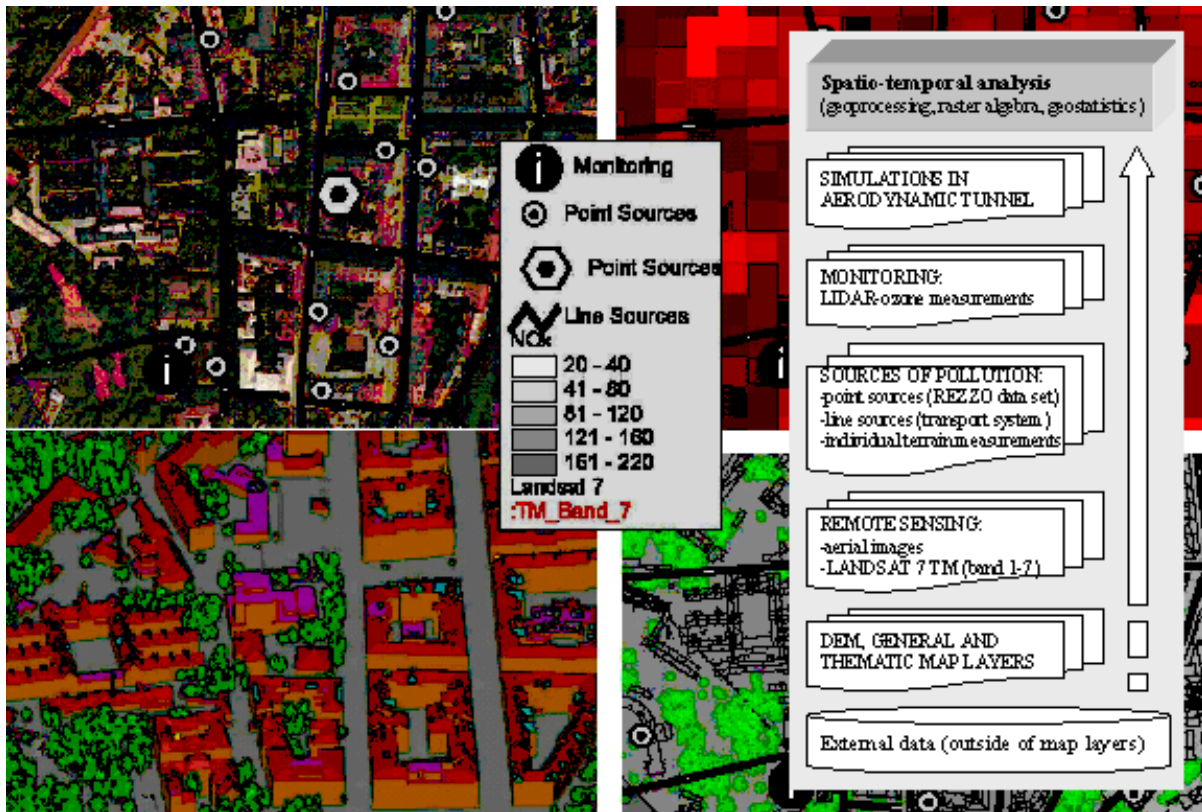 i Monitoring
Point Sources
Point Sources
Line Sources
NOx
20 - 40
41 - 80
81 - 120
121 - 160
161 - 220
Landsat 7
:TM_Band_7
Spatio-temporal analysis
(geoprocessing, raster algebra, geostatistics)
SIMULATIONS IN
AERODYNAMIC TUNNEL
MONITORING:
LIDAR-ozone measurements
SOURCES OF POLLUTION:
-point sources (REZZO data set)
-line sources (transport system)
-individual terrain measurements
REMOTE SENSING:
-aerial images
-LANDSAT 7 TM (band 1-7)
DEM, GENERAL AND
THEMATIC MAP LAYERS
External data (outside of map layers)
i
i